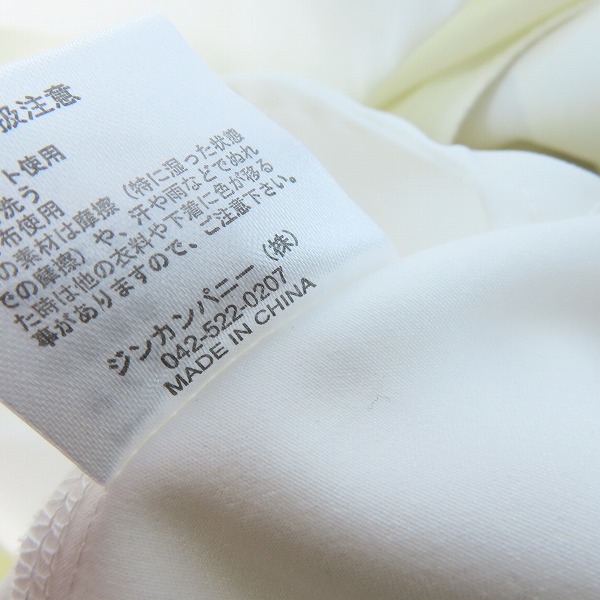 扱注意
ト使用
洗う
布使用
の素材は摩擦(特に湿った状態
での摩擦)や、汗や雨などでぬれ
た時は他の衣料や下着に色が移る
事がありますので、ご注意下さい。
ジンカンパニー(株)
042-522-0207
MADE IN CHINA